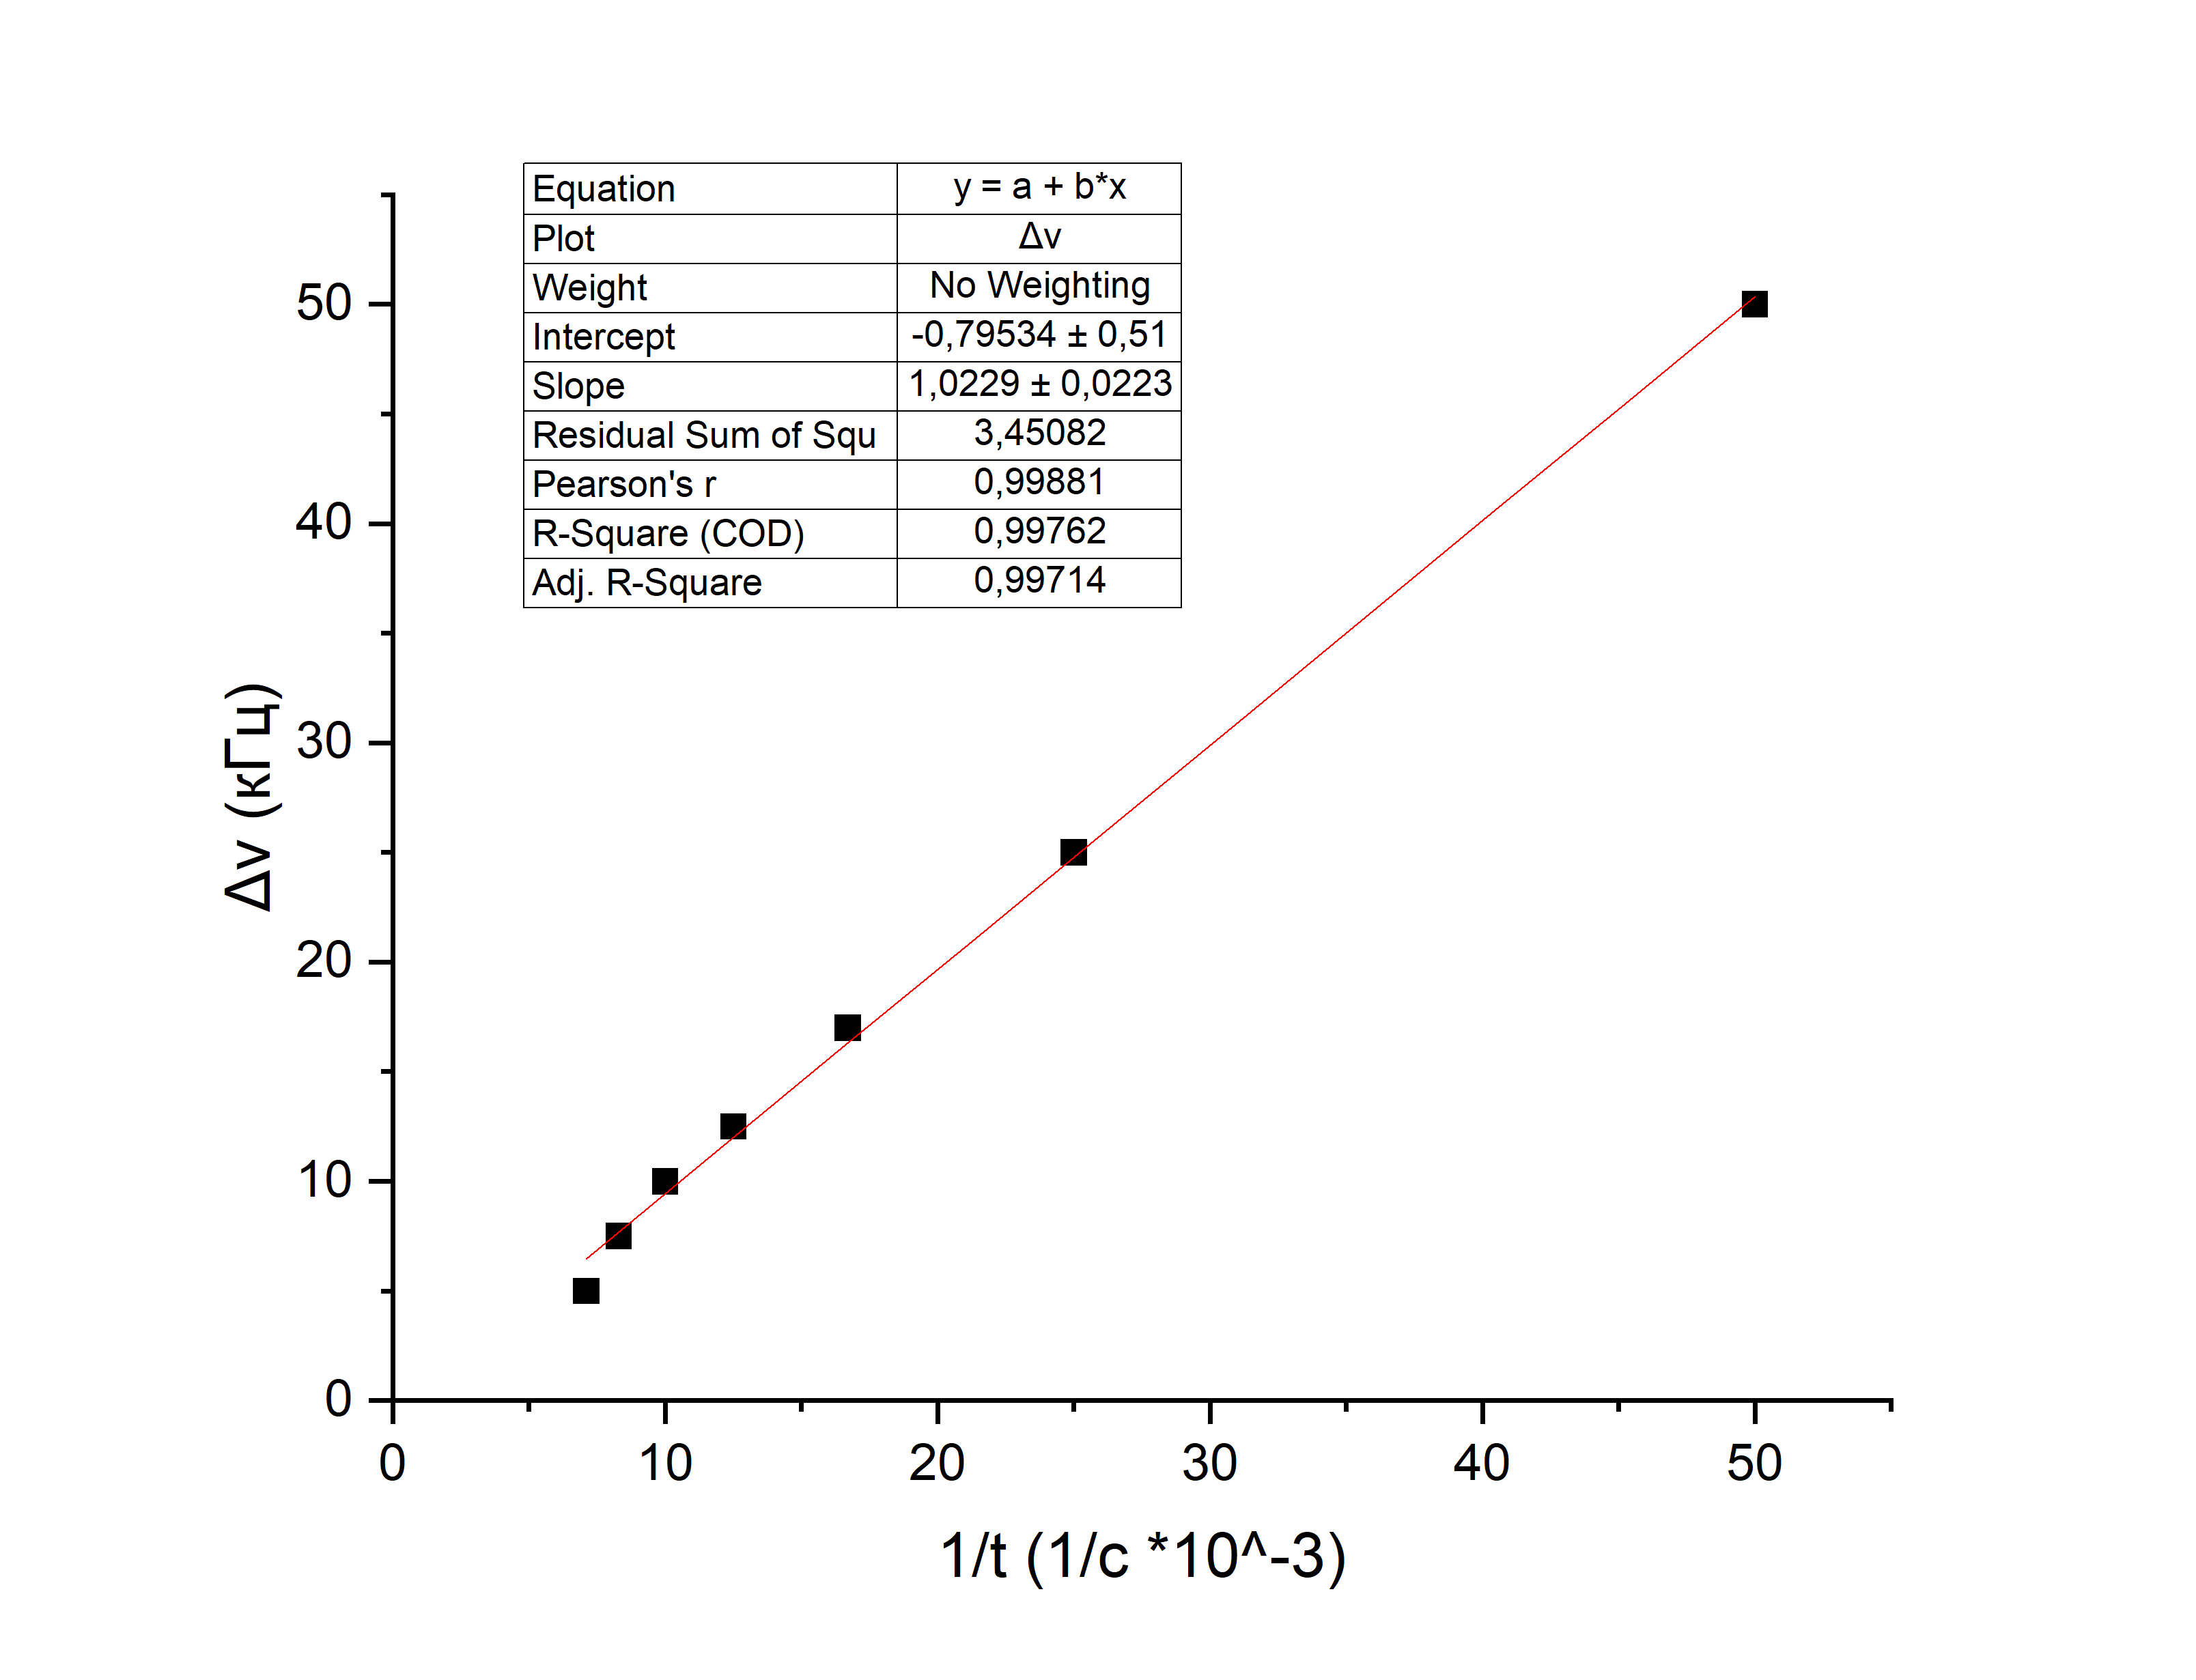 Equation y = a + b*x
Plot Δv
Weight No Weighting
Intercept -0,79534 ± 0,51
Slope 1,0229 ± 0,0223
Residual Sum of Squ 3,45082
Pearson's r 0,99881
R-Square (COD) 0,99762
Adj. R-Square 0,99714
50
40
30
20
10
0
Δv (кГц)
0 10 20 30 40 50
1/t (1/с *10^-3)